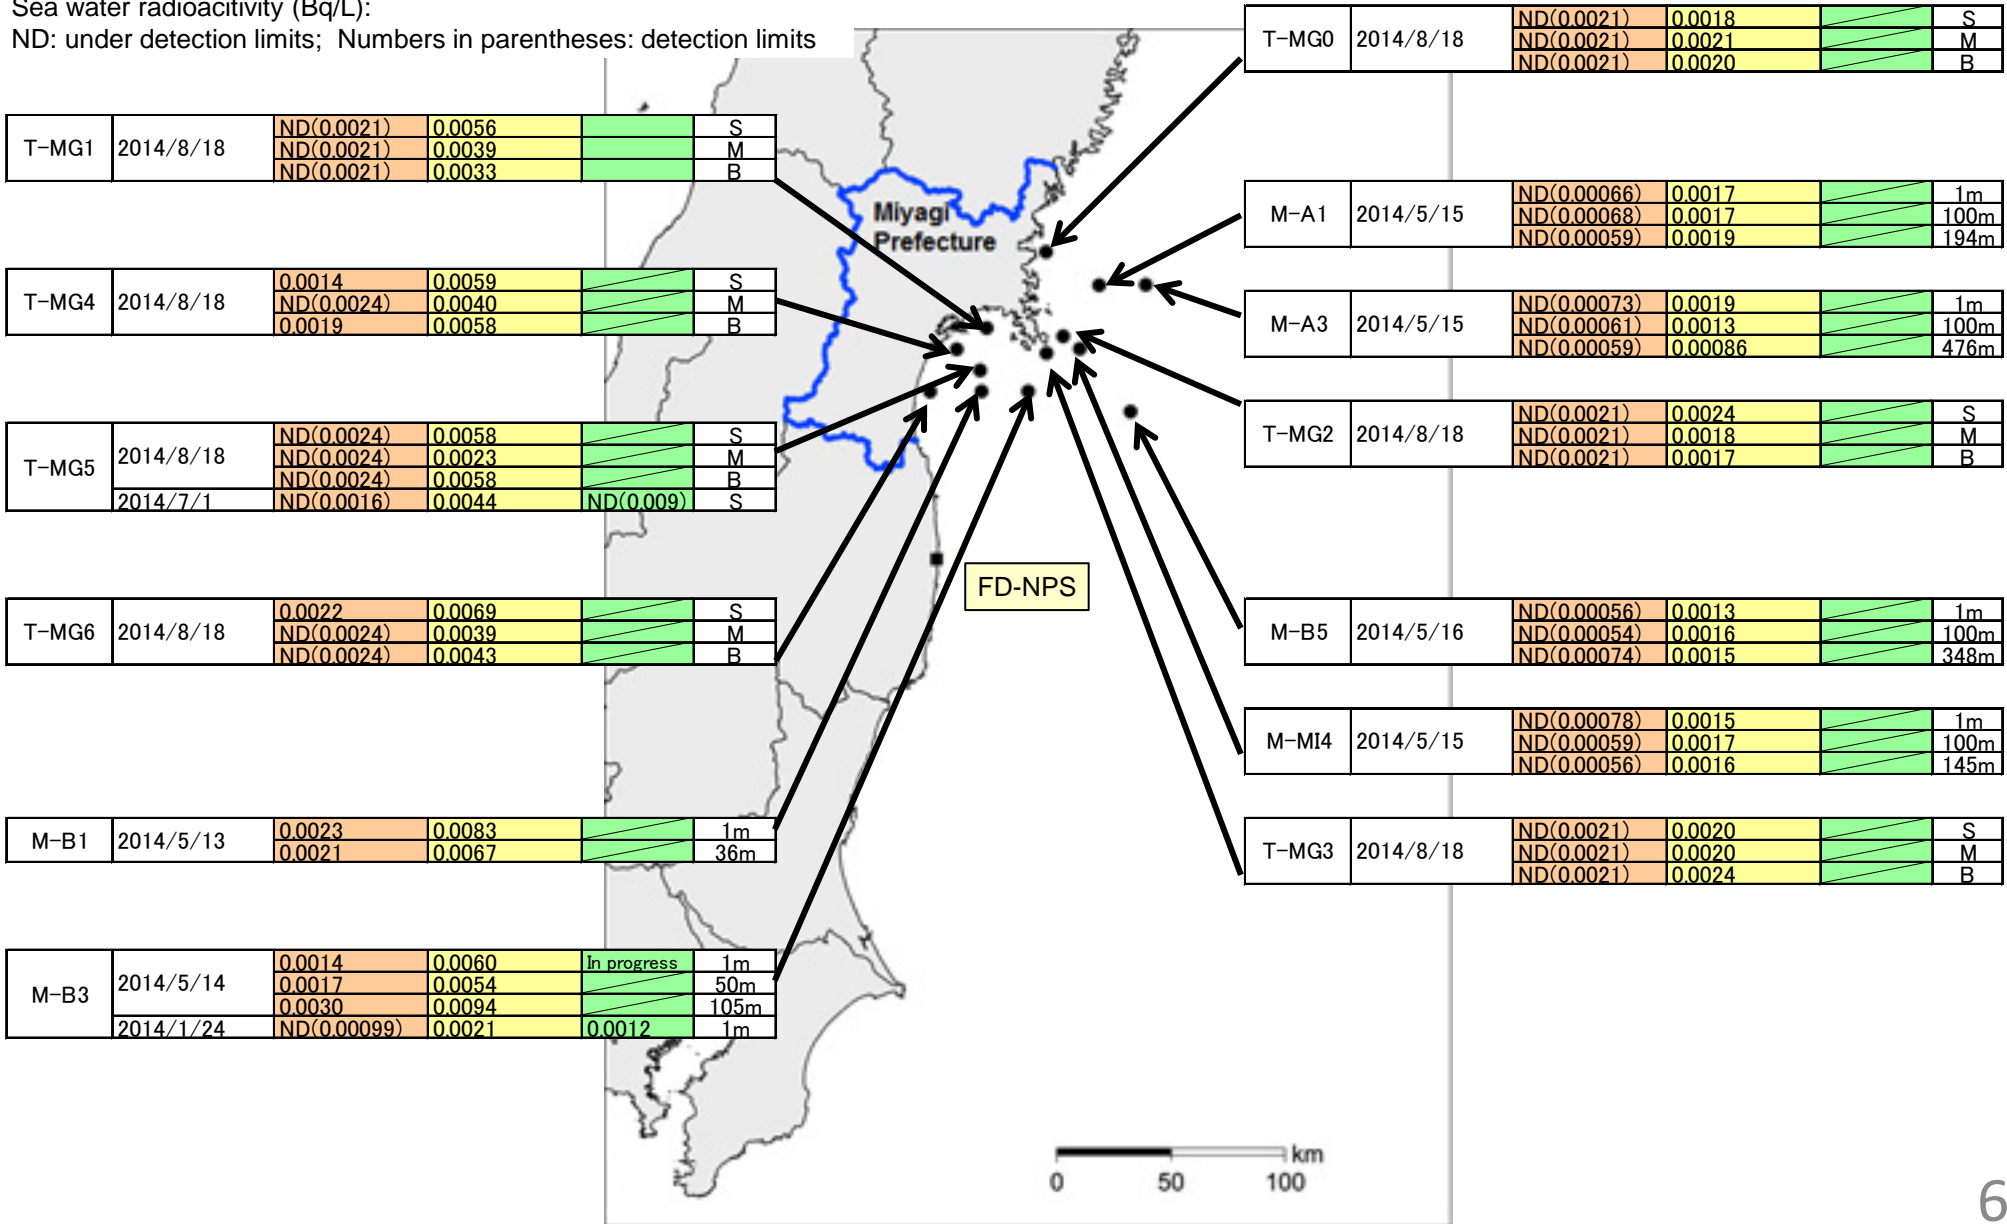 Sea water radioacitivity (Bq/L):
ND: under detection limits; Numbers in parentheses: detection limits
T-MG0 2014/8/18 ND(0.0021) 0.0018 S
ND(0.0021) 0.0021 M
ND(0.0021) 0.0020 B
T-MG1 2014/8/18 ND(0.0021) 0.0056 S
ND(0.0021) 0.0039 M
ND(0.0021) 0.0033 B
M-A1 2014/5/15 ND(0.00066) 0.0017 1m
ND(0.00068) 0.0017 100m
ND(0.00059) 0.0019 194m
Miyagi
Prefecture
T-MG4 2014/8/18 0.0014 0.0059 S
ND(0.0024) 0.0040 M
0.0019 0.0058 B
M-A3 2014/5/15 ND(0.00073) 0.0019 1m
ND(0.00061) 0.0013 100m
ND(0.00059) 0.00086 476m
T-MG2 2014/8/18 ND(0.0021) 0.0024 S
ND(0.0021) 0.0018 M
ND(0.0021) 0.0017 B
T-MG5 2014/8/18 ND(0.0024) 0.0058 S
ND(0.0024) 0.0023 M
ND(0.0024) 0.0058 B
2014/7/1 ND(0.0016) 0.0044 ND(0.009) S
FD-NPS
T-MG6 2014/8/18 0.0022 0.0069 S
ND(0.0024) 0.0039 M
ND(0.0024) 0.0043 B
M-B5 2014/5/16 ND(0.00056) 0.0013 1m
ND(0.00054) 0.0016 100m
ND(0.00074) 0.0015 348m
M-MI4 2014/5/15 ND(0.00078) 0.0015 1m
ND(0.00059) 0.0017 100m
ND(0.00056) 0.0016 145m
M-B1 2014/5/13 0.0023 0.0083 1m
0.0021 0.0067 36m
T-MG3 2014/8/18 ND(0.0021) 0.0020 S
ND(0.0021) 0.0020 M
ND(0.0021) 0.0024 B
M-B3 2014/5/14 0.0014 0.0060 In progress 1m
0.0017 0.0054 50m
0.0030 0.0094 105m
2014/1/24 ND(0.00099) 0.0021 0.0012 1m
km
0 50 100
6